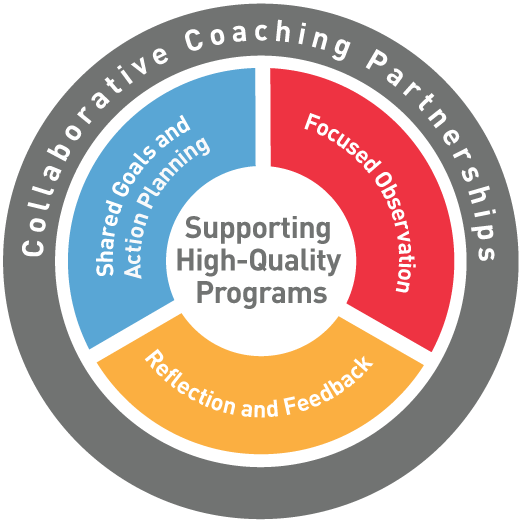 Collaborative Coaching Partnerships
Shared Goals and
Action Planning
Focused Observation
Supporting
High-Quality
Programs
Reflection and Feedback